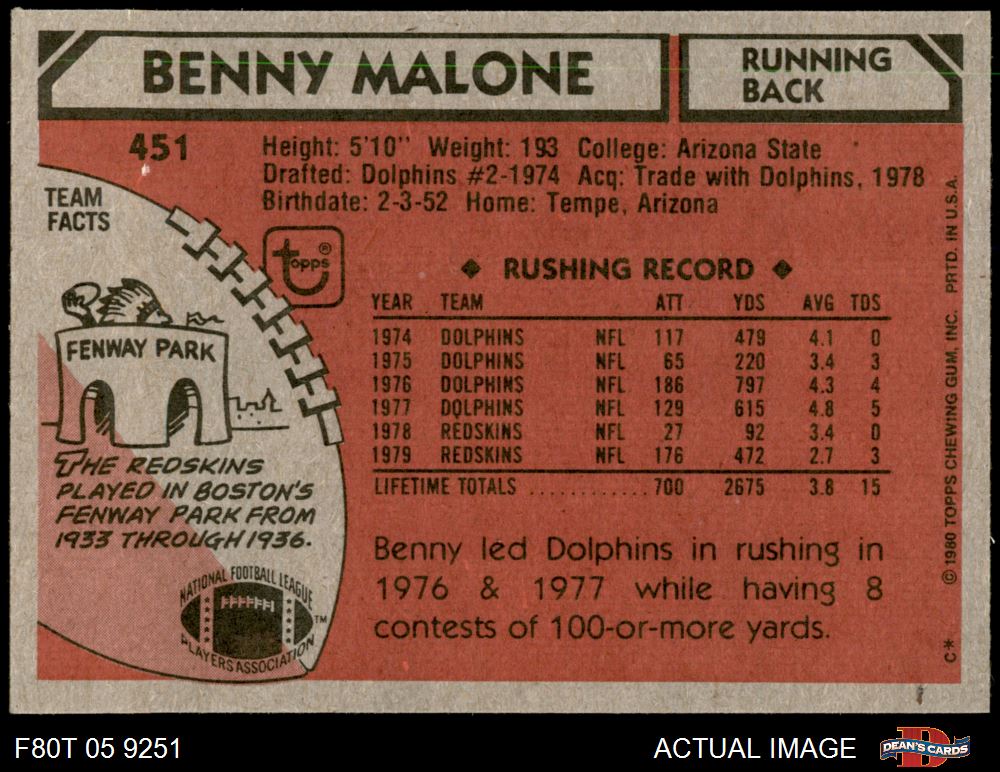 BENNY MALONE
RUNNING
BACK
451
Height: 5'10" Weight: 193 College: Arizona State
Drafted: Dolphins #2-1974 Acq: Trade with Dolphins, 1978
Birthdate: 2-3-52 Home: Tempe, Arizona
TEAM
FACTS
topps®
FENWAY PARK
THE REDSKINS
PLAYED IN BOSTON'S
FENWAY PARK FROM
1933 THROUGH 1936.
NATIONAL FOOTBALL LEAGUE
PLAYERS ASSOCIATION
TM
◆ RUSHING RECORD ◆
YEAR TEAM ATT YDS AVG TDS
1974 DOLPHINS NFL 117 479 4.1 0
1975 DOLPHINS NFL 65 220 3.4 3
1976 DOLPHINS NFL 186 797 4.3 4
1977 DOLPHINS NFL 129 615 4.8 5
1978 REDSKINS NFL 27 92 3.4 0
1979 REDSKINS NFL 176 472 2.7 3
LIFETIME TOTALS ............ 700 2675 3.8 15
Benny led Dolphins in rushing in
1976 & 1977 while having 8
contests of 100-or-more yards.
© 1980 TOPPS CHEWING GUM, INC. PRTD. IN U.S.A.
C*
F80T 05 9251
ACTUAL IMAGE
DEAN'S CARDS